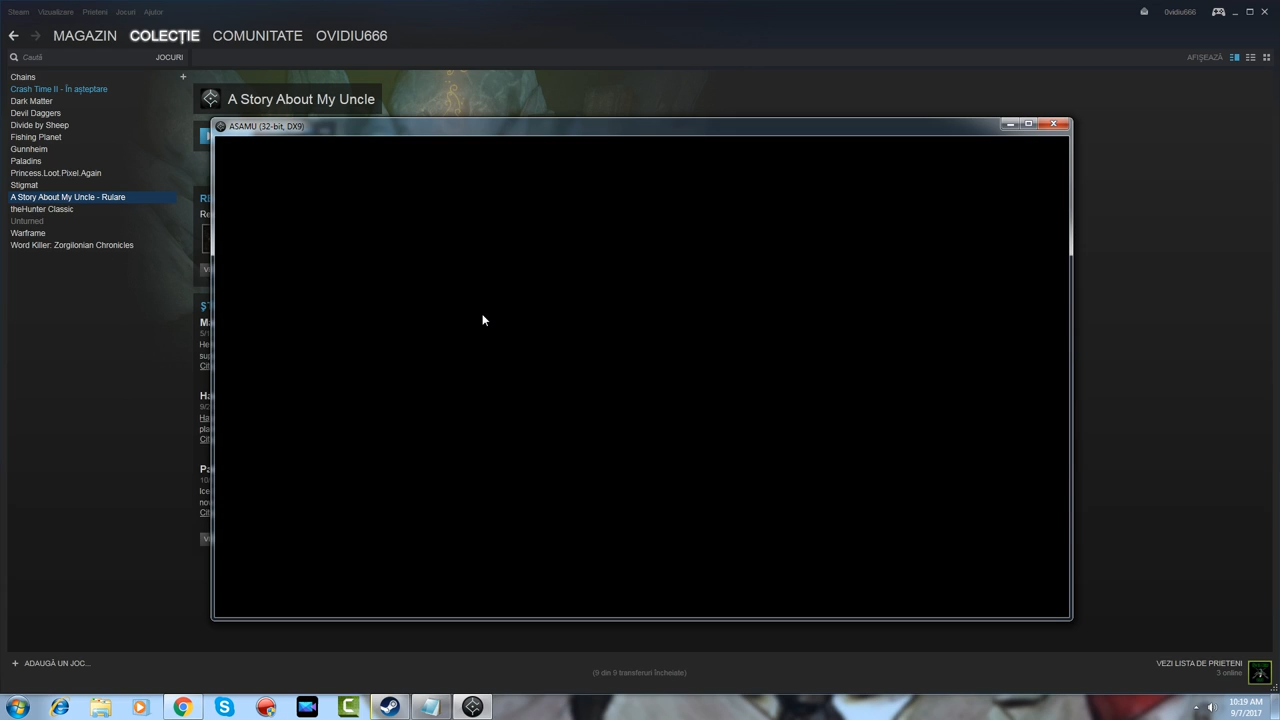 Steam Vizualizare Prieteni Jocuri Ajutor
0vidiu666
MAGAZIN COLECȚIE COMUNITATE OVIDIU666
Caută
JOCURI
AFIȘEAZĂ
Chains
Crash Time II - În așteptare
Dark Matter
Devil Daggers
Divide by Sheep
Fishing Planet
Gunnheim
Paladins
Princess.Loot.Pixel.Again
Stigmat
A Story About My Uncle - Rulare
theHunter Classic
Unturned
Warframe
Word Killer: Zorgilonian Chronicles
A Story About My Uncle
ASAMU (32-bit, DX9)
ADAUGĂ UN JOC...
(9 din 9 transferuri încheiate)
VEZI LISTA DE PRIETENI
3 online
10:19 AM
9/7/2017